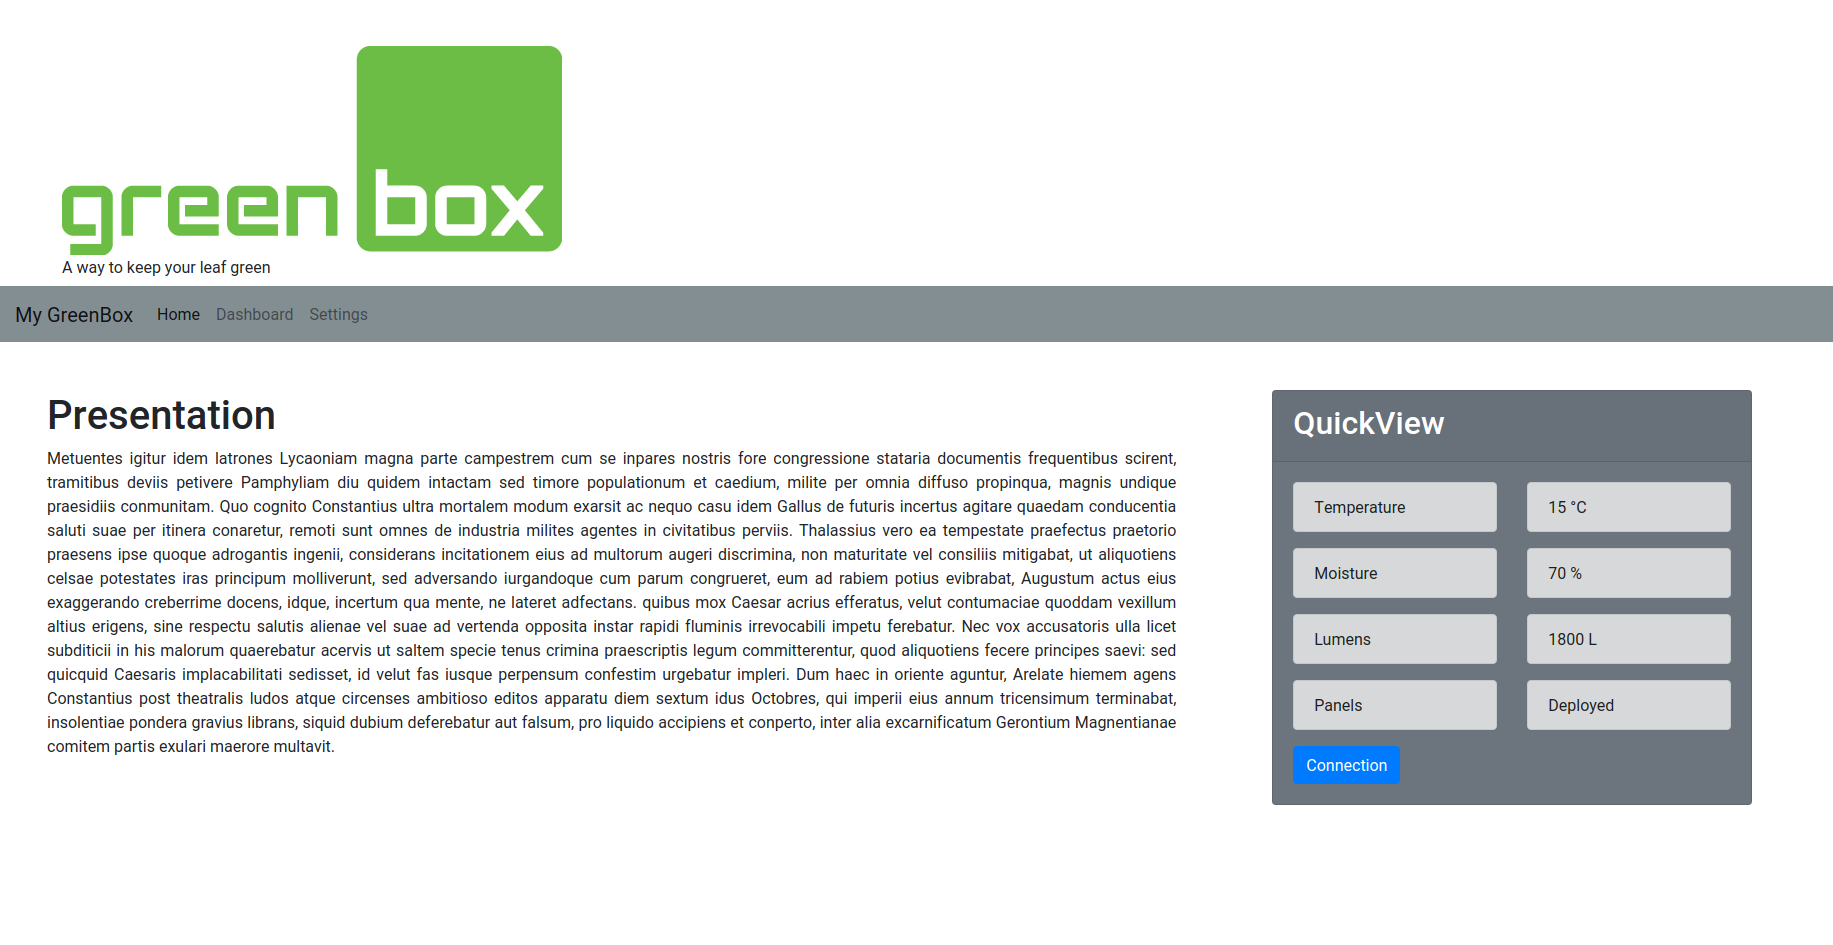 green box
A way to keep your leaf green
My GreenBox Home Dashboard Settings
Presentation
Metuentes igitur idem latrones Lycaoniam magna parte campestrem cum se inpares nostris fore congressione stataria documentis frequentibus scirent,
tramitibus deviis petivere Pamphyliam diu quidem intactam sed timore populationum et caedium, milite per omnia diffuso propinqua, magnis undique
praesidiis conmunitam. Quo cognito Constantius ultra mortalem modum exarsit ac nequo casu idem Gallus de futuris incertus agitare quaedam conducentia
saluti suae per itinera conaretur, remoti sunt omnes de industria milites agentes in civitatibus perviis. Thalassius vero ea tempestate praefectus praetorio
praesens ipse quoque adrogantis ingenii, considerans incitationem eius ad multorum augeri discrimina, non maturitate vel consiliis mitigabat, ut aliquotiens
celsae potestates iras principum molliverunt, sed adversando iurgandoque cum parum congrueret, eum ad rabiem potius evibrabat, Augustum actus eius
exaggerando creberrime docens, idque, incertum qua mente, ne lateret adfectans. quibus mox Caesar acrius efferatus, velut contumaciae quoddam vexillum
altius erigens, sine respectu salutis alienae vel suae ad vertenda opposita instar rapidi fluminis irrevocabili impetu ferebatur. Nec vox accusatoris ulla licet
subditicii in his malorum quaerebatur acervis ut saltem specie tenus crimina praescriptis legum committerentur, quod aliquotiens fecere principes saevi: sed
quicquid Caesaris implacabilitati sedisset, id velut fas iusque perpensum confestim urgebatur impleri. Dum haec in oriente aguntur, Arelate hiemem agens
Constantius post theatralis ludos atque circenses ambitioso editos apparatu diem sextum idus Octobres, qui imperii eius annum tricensimum terminabat,
insolentiae pondera gravius librans, siquid dubium deferebatur aut falsum, pro liquido accipiens et conperto, inter alia excarnificatum Gerontium Magnentianae
comitem partis exulari maerore multavit.
QuickView
Temperature 15 °C
Moisture 70 %
Lumens 1800 L
Panels Deployed
Connection